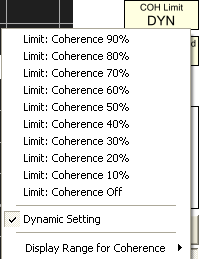 COH Limit
DYN
Limit: Coherence 90%
Limit: Coherence 80%
Limit: Coherence 70%
Limit: Coherence 60%
Limit: Coherence 50%
Limit: Coherence 40%
Limit: Coherence 30%
Limit: Coherence 20%
Limit: Coherence 10%
Limit: Coherence Off
Dynamic Setting
Display Range for Coherence